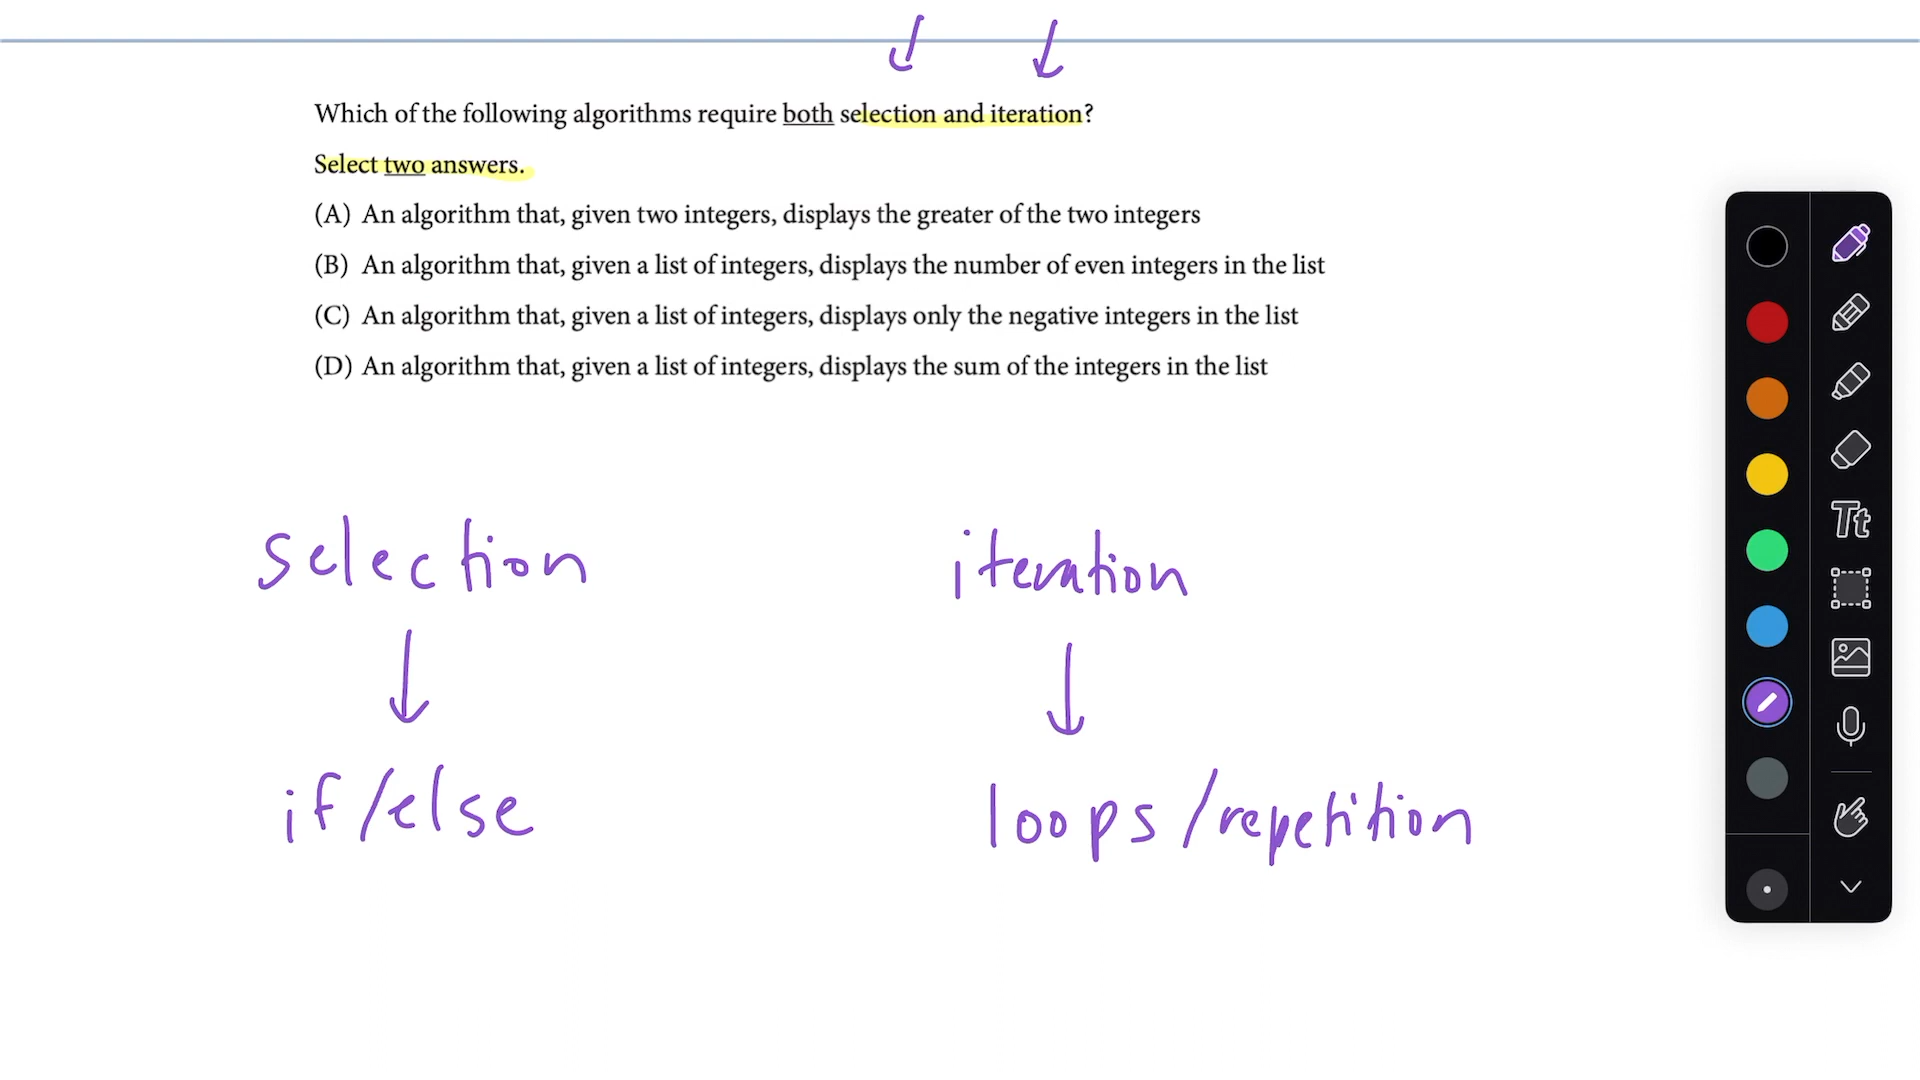 Which of the following algorithms require both selection and iteration?
Select two answers.
(A) An algorithm that, given two integers, displays the greater of the two integers
(B) An algorithm that, given a list of integers, displays the number of even integers in the list
(C) An algorithm that, given a list of integers, displays only the negative integers in the list
(D) An algorithm that, given a list of integers, displays the sum of the integers in the list
Tt
selection iteration
if/else loops/repetition